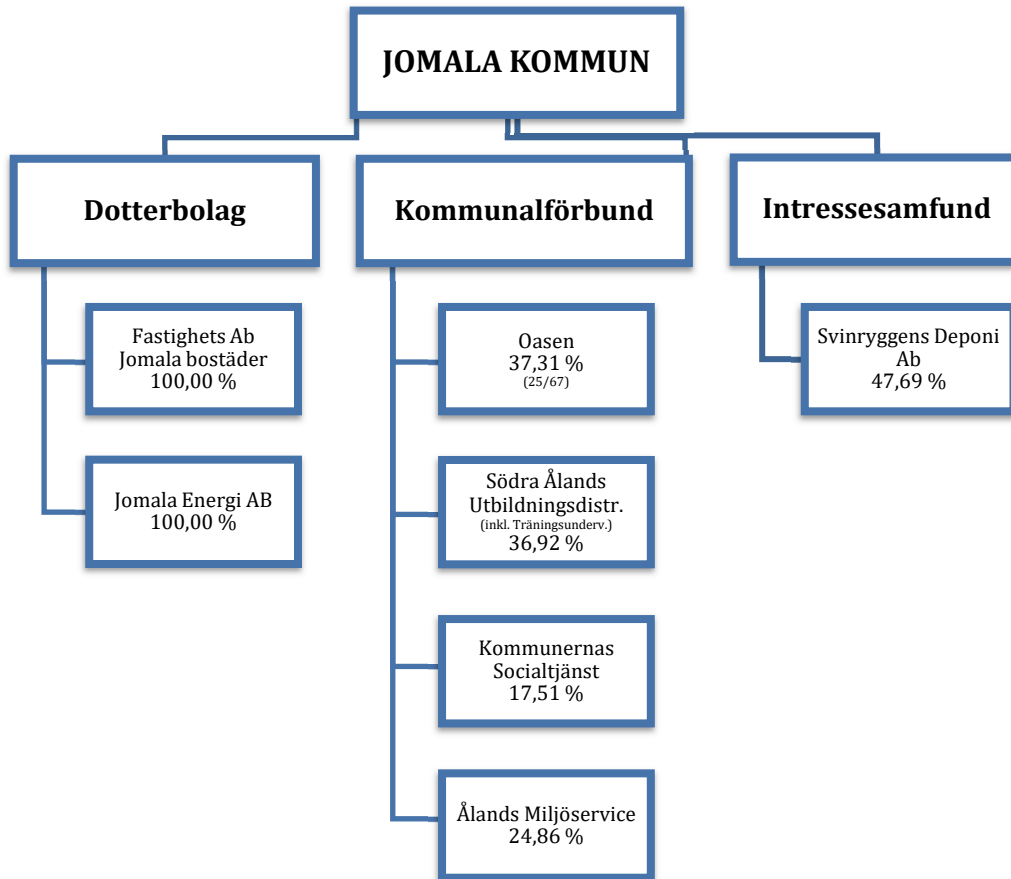 JOMALA KOMMUN
Dotterbolag
Fastighets Ab
Jomala bostäder
100,00 %
Jomala Energi AB
100,00 %
Kommunalförbund
Oasen
37,31 %
(25/67)
Södra Ålands
Utbildningsdistr.
(inkl. Träningsunderv.)
36,92 %
Kommunernas
Socialtjänst
17,51 %
Ålands Miljöservice
24,86 %
Intressesamfund
Svinryggens Deponi
Ab
47,69 %